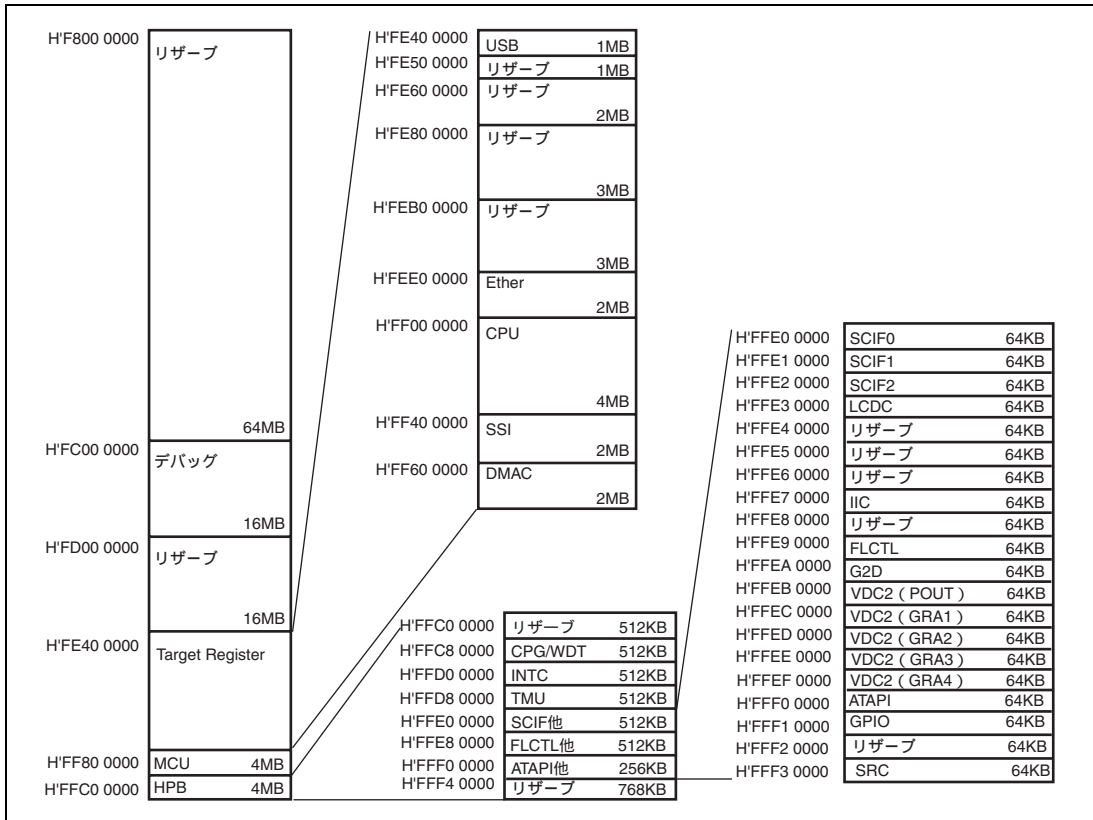 H'F800 0000
リザーブ
64MB
H'FC00 0000
デバッグ
16MB
H'FD00 0000
リザーブ
16MB
H'FE40 0000
Target Register
H'FF80 0000 MCU 4MB
H'FFC0 0000 HPB 4MB
H'FE40 0000 USB 1MB
H'FE50 0000 リザーブ 1MB
H'FE60 0000 リザーブ
2MB
H'FE80 0000 リザーブ
3MB
H'FEB0 0000 リザーブ
3MB
H'FEE0 0000 Ether
2MB
H'FF00 0000 CPU
4MB
H'FF40 0000 SSI
2MB
H'FF60 0000 DMAC
2MB
H'FFC0 0000 リザーブ 512KB
H'FFC8 0000 CPG/WDT 512KB
H'FFD0 0000 INTC 512KB
H'FFD8 0000 TMU 512KB
H'FFE0 0000 SCIF他 512KB
H'FFE8 0000 FLCTL他 512KB
H'FFF0 0000 ATAPI他 256KB
H'FFF4 0000 リザーブ 768KB
H'FFE0 0000 SCIF0 64KB
H'FFE1 0000 SCIF1 64KB
H'FFE2 0000 SCIF2 64KB
H'FFE3 0000 LCDC 64KB
H'FFE4 0000 リザーブ 64KB
H'FFE5 0000 リザーブ 64KB
H'FFE6 0000 リザーブ 64KB
H'FFE7 0000 IIC 64KB
H'FFE8 0000 リザーブ 64KB
H'FFE9 0000 FLCTL 64KB
H'FFEA 0000 G2D 64KB
H'FFEB 0000 VDC2（POUT） 64KB
H'FFEC 0000 VDC2（GRA1） 64KB
H'FFED 0000 VDC2（GRA2） 64KB
H'FFEE 0000 VDC2（GRA3） 64KB
H'FFEF 0000 VDC2（GRA4） 64KB
H'FFF0 0000 ATAPI 64KB
H'FFF1 0000 GPIO 64KB
H'FFF2 0000 リザーブ 64KB
H'FFF3 0000 SRC 64KB